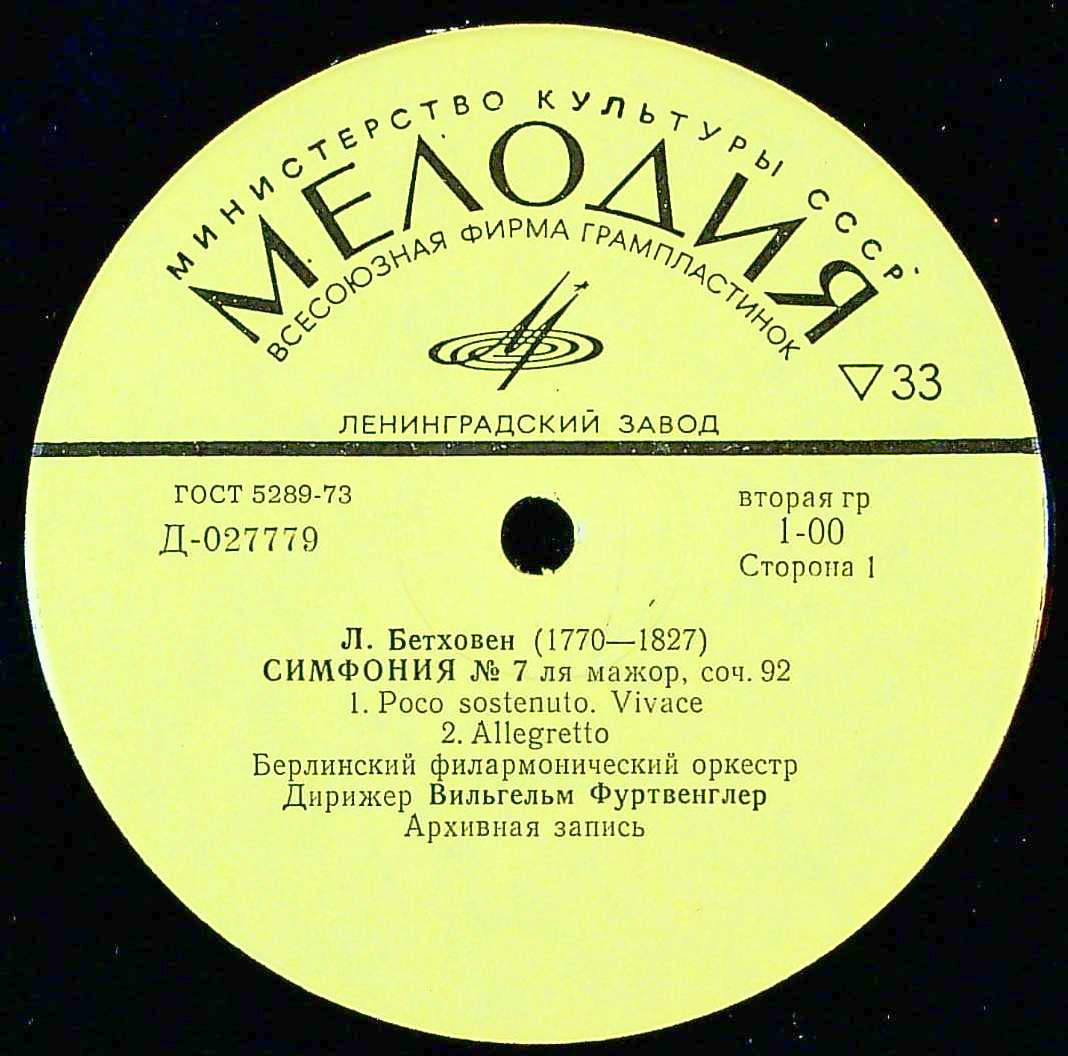 МИНИСТЕРСТВО КУЛЬТУРЫ СССР
МЕЛОДИЯ
ВСЕСОЮЗНАЯ ФИРМА ГРАМПЛАСТИНОК
▽33
ЛЕНИНГРАДСКИЙ ЗАВОД
ГОСТ 5289-73
Д-027779
вторая гр
1-00
Сторона 1
Л. Бетховен (1770—1827)
СИМФОНИЯ № 7 ля мажор, соч. 92
1. Poco sostenuto. Vivace
2. Allegretto
Берлинский филармонический оркестр
Дирижер Вильгельм Фуртвенглер
Архивная запись